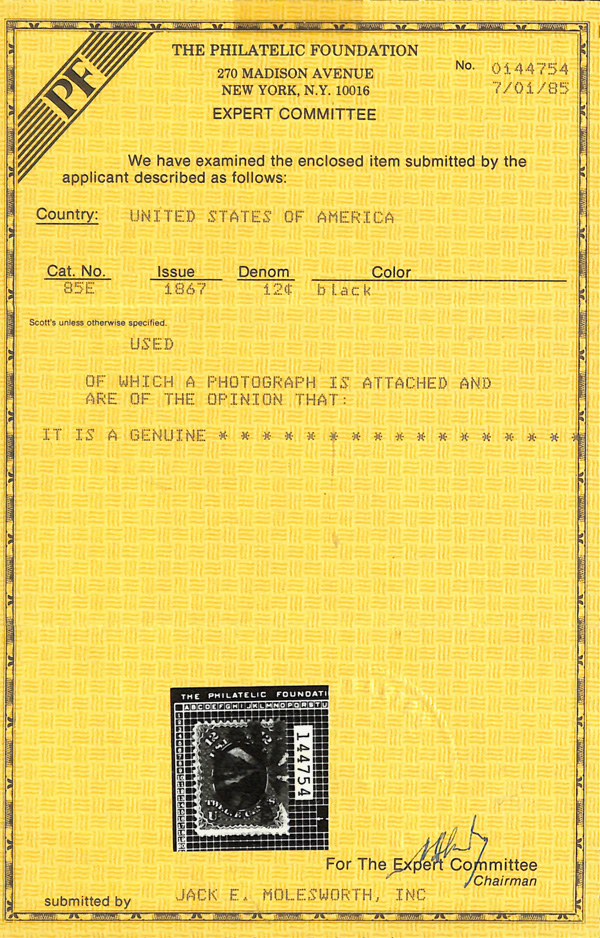 PF
THE PHILATELIC FOUNDATION
270 MADISON AVENUE
NEW YORK, N.Y. 10016
EXPERT COMMITTEE
No. 0144754
7/01/85
We have examined the enclosed item submitted by the
applicant described as follows:
Country: UNITED STATES OF AMERICA
Cat. No. Issue Denom Color
85E 1867 12¢ black
Scott's unless otherwise specified.
USED
OF WHICH A PHOTOGRAPH IS ATTACHED AND
ARE OF THE OPINION THAT:
IT IS A GENUINE * * * * * * * * * * * * * * * * *
THE PHILATELIC FOUNDATI
ABCDEFGHIJKLMNOPQRSTU
12
U
144754
For The Expert Committee
Chairman
submitted by JACK E. MOLESWORTH, INC